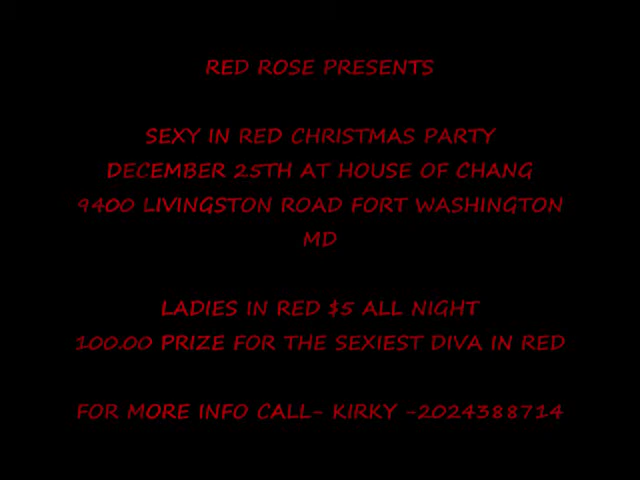 RED ROSE PRESENTS
SEXY IN RED CHRISTMAS PARTY
DECEMBER 25TH AT HOUSE OF CHANG
9400 LIVINGSTON ROAD FORT WASHINGTON
MD
LADIES IN RED $5 ALL NIGHT
100.00 PRIZE FOR THE SEXIEST DIVA IN RED
FOR MORE INFO CALL- KIRKY -2024388714